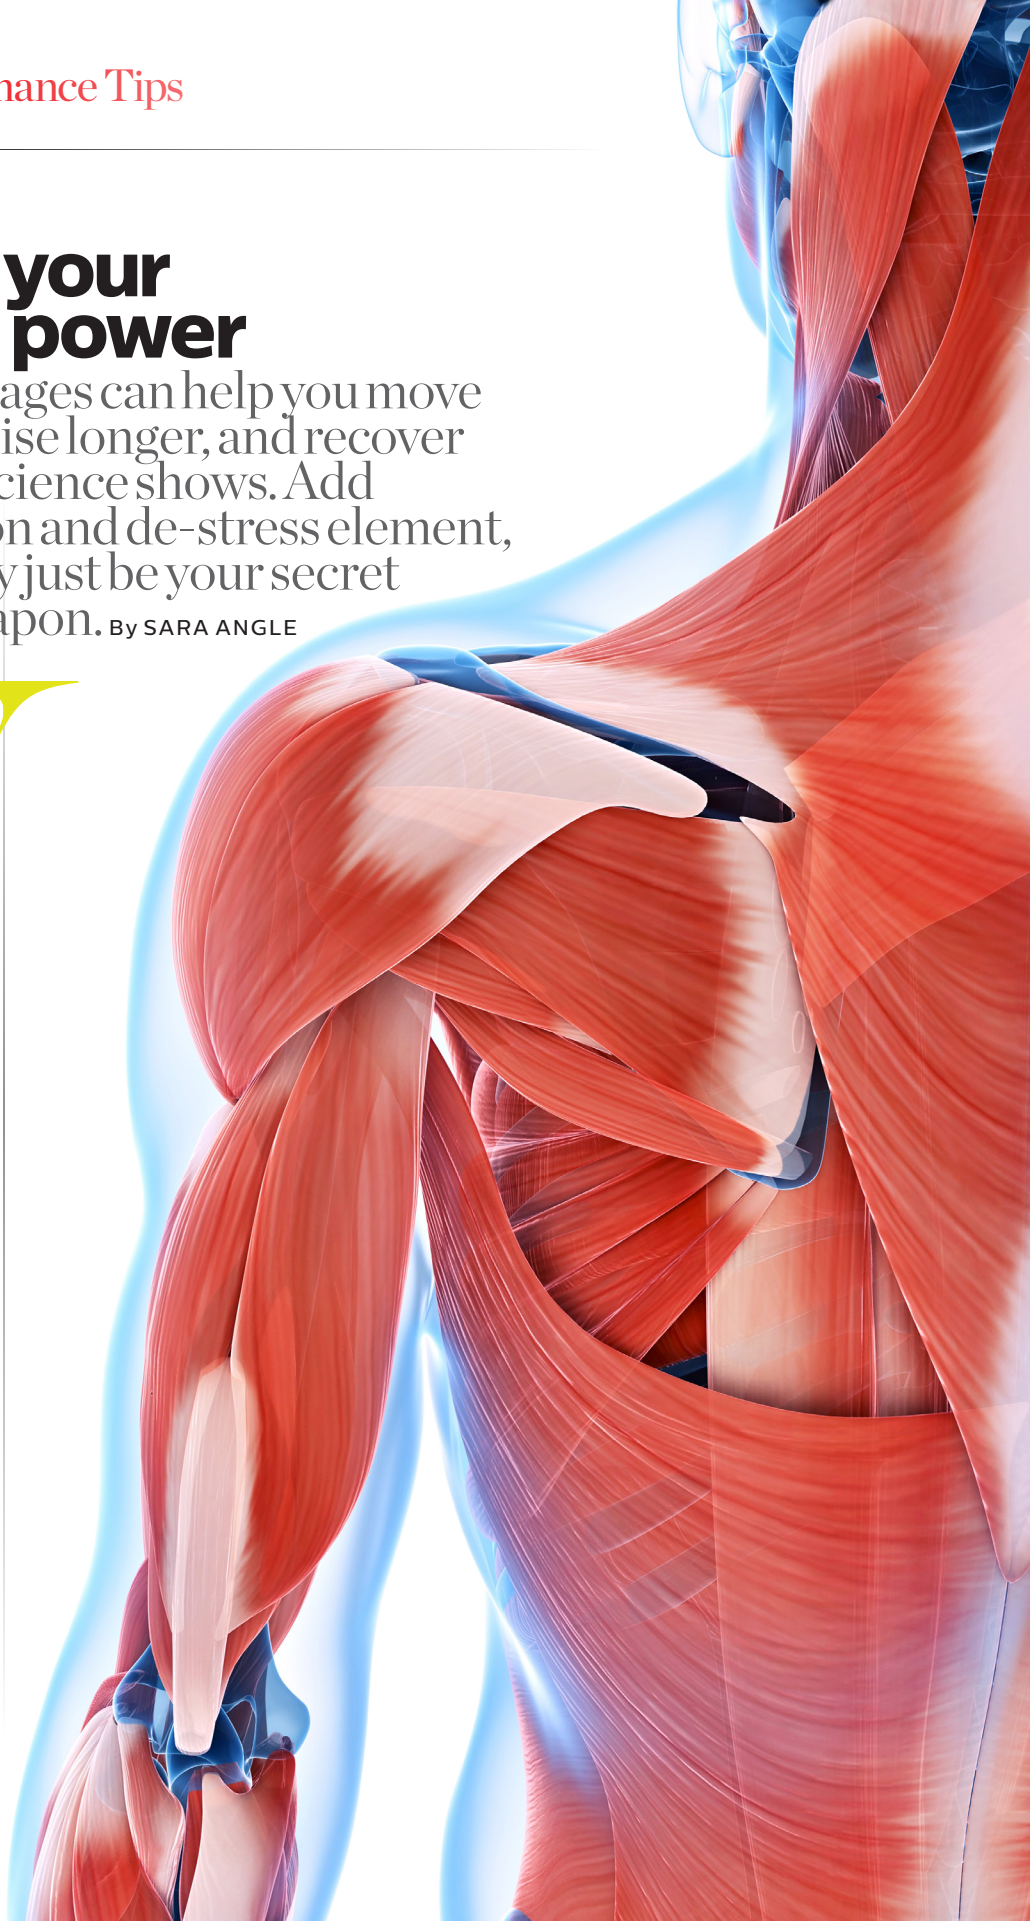 nance Tips
your
power
ages can help you move
ise longer, and recover
cience shows. Add
on and de-stress element,
y just be your secret
apon. By SARA ANGLE